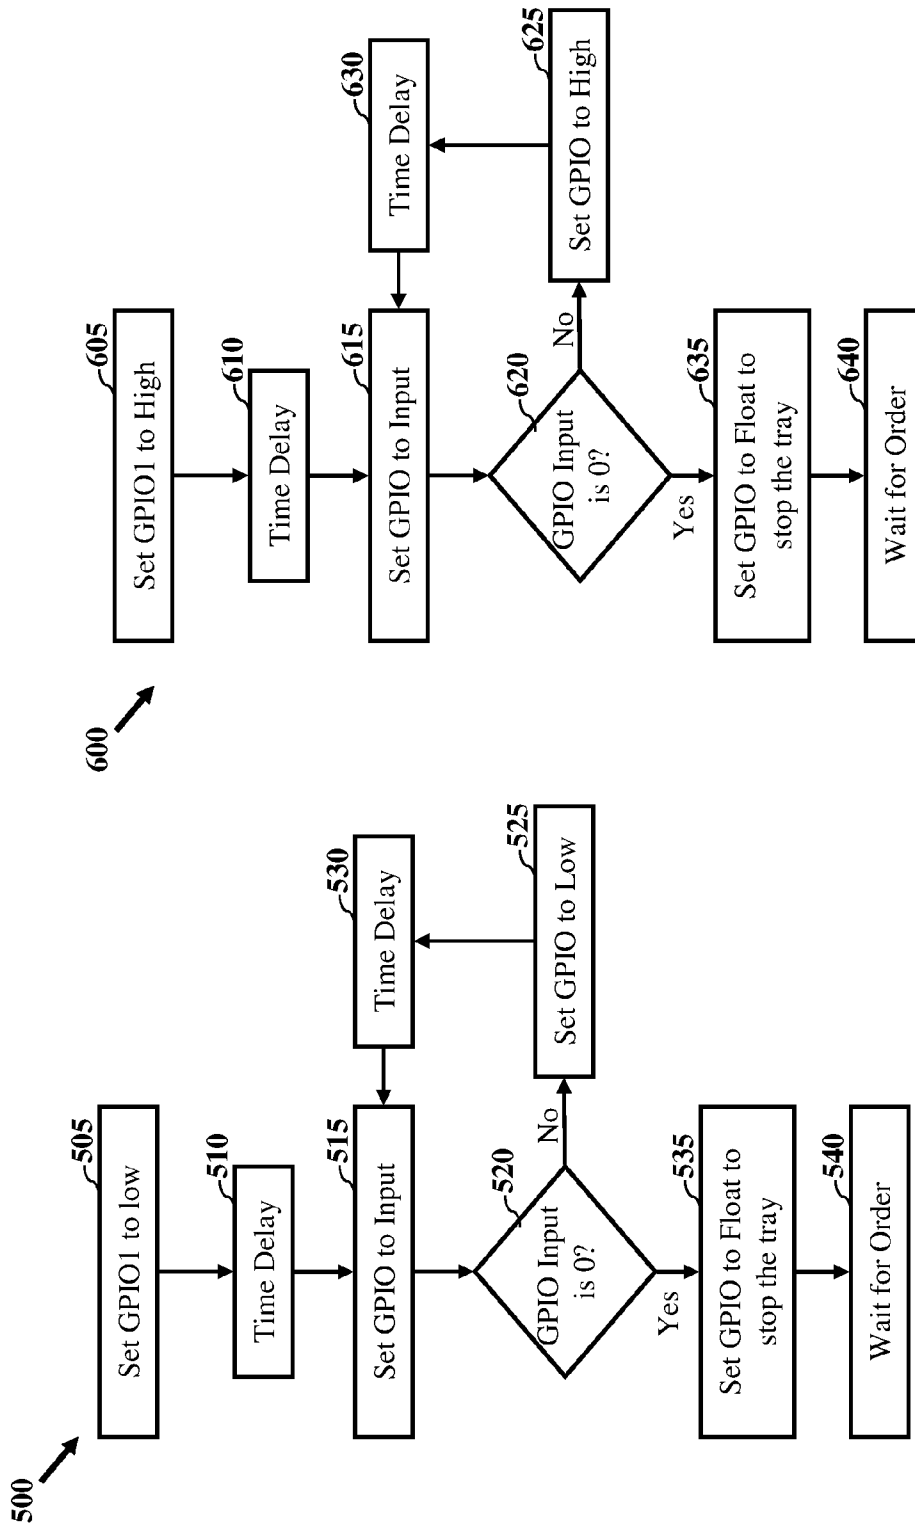 500
505
Set GPIO1 to low
510
Time Delay
515
Set GPIO to Input
530
Time Delay
520
GPIO Input
is 0?
No
525
Set GPIO to Low
Yes
535
Set GPIO to Float to
stop the tray
540
Wait for Order
600
605
Set GPIO1 to High
610
Time Delay
615
Set GPIO to Input
630
Time Delay
620
GPIO Input
is 0?
No
625
Set GPIO to High
Yes
635
Set GPIO to Float to
stop the tray
640
Wait for Order